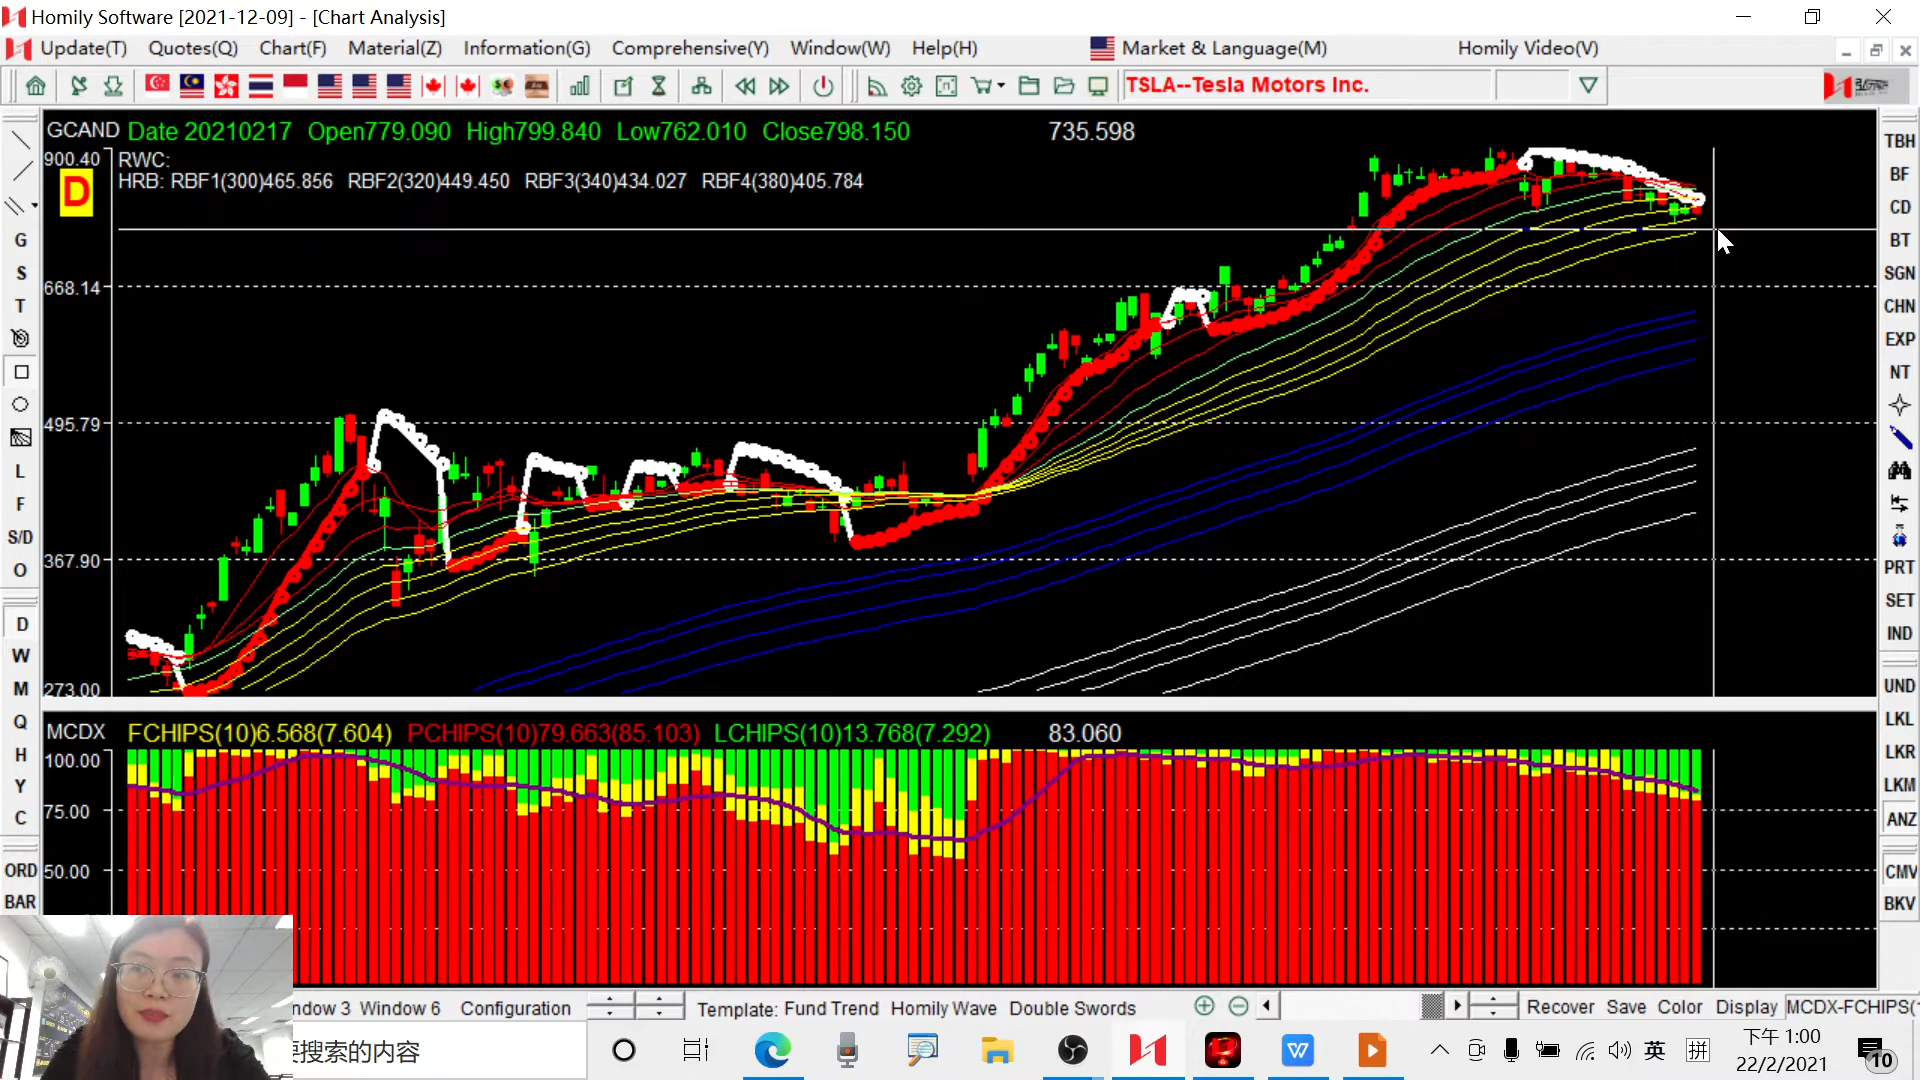 Homily Software [2021-12-09] - [Chart Analysis]
Update(T) Quotes(Q) Chart(F) Material(Z) Information(G) Comprehensive(Y) Window(W) Help(H) Market & Language(M) Homily Video(V)
TSLA--Tesla Motors Inc.
GCAND Date 20210217 Open779.090 High799.840 Low762.010 Close798.150 735.598
900.40 RWC:
D
HRB: RBF1(300)465.856 RBF2(320)449.450 RBF3(340)434.027 RBF4(380)405.784
668.14
495.79
367.90
273.00
MCDX FCHIPS(10)6.568(7.604) PCHIPS(10)79.663(85.103) LCHIPS(10)13.768(7.292) 83.060
100.00
75.00
50.00
G
S
T
L
F
S/D
O
D
W
M
Q
H
Y
C
ORD
BAR
TBH
BF
CD
BT
SGN
CHN
EXP
NT
PRT
SET
IND
UND
LKL
LKR
LKM
ANZ
CMV
BKV
ndow 3 Window 6 Configuration Template: Fund Trend Homily Wave Double Swords Recover Save Color Display MCDX-FCHIPS(
搜索的内容
英 拼
下午 1:00
22/2/2021
10